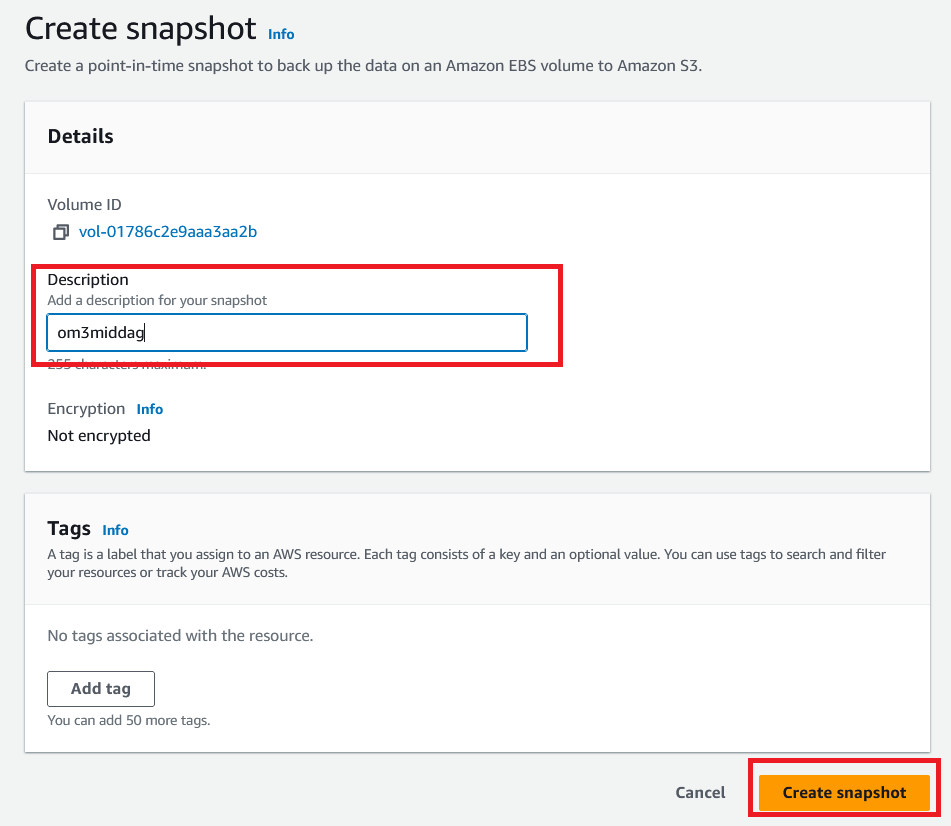 Create snapshot Info
Create a point-in-time snapshot to back up the data on an Amazon EBS volume to Amazon S3.
Details
Volume ID
vol-01786c2e9aaa3aa2b
Description
Add a description for your snapshot
om3middag
255 characters maximum.
Encryption Info
Not encrypted
Tags Info
A tag is a label that you assign to an AWS resource. Each tag consists of a key and an optional value. You can use tags to search and filter
your resources or track your AWS costs.
No tags associated with the resource.
Add tag
You can add 50 more tags.
Cancel Create snapshot